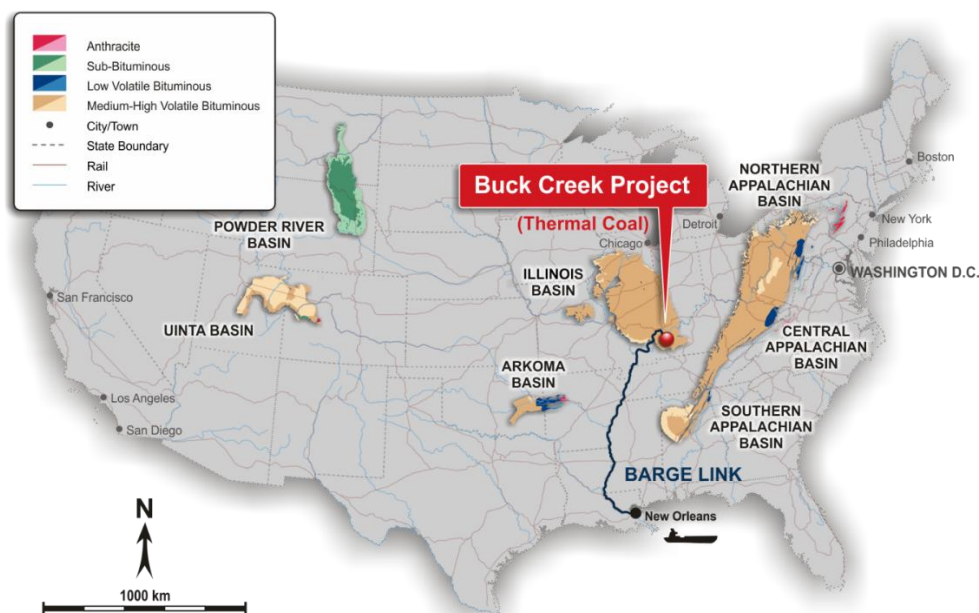 Anthracite
Sub-Bituminous
Low Volatile Bituminous
Medium-High Volatile Bituminous
City/Town
State Boundary
Rail
River
Buck Creek Project
(Thermal Coal)
NORTHERN
APPALACHIAN
BASIN
Boston
New York
Philadelphia
WASHINGTON D.C.
Detroit
Chicago
POWDER RIVER
BASIN
ILLINOIS
BASIN
San Francisco
UINTA BASIN
CENTRAL
APPALACHIAN
BASIN
ARKOMA
BASIN
Los Angeles
San Diego
SOUTHERN
APPALACHIAN
BASIN
BARGE LINK
New Orleans
N
1000 km